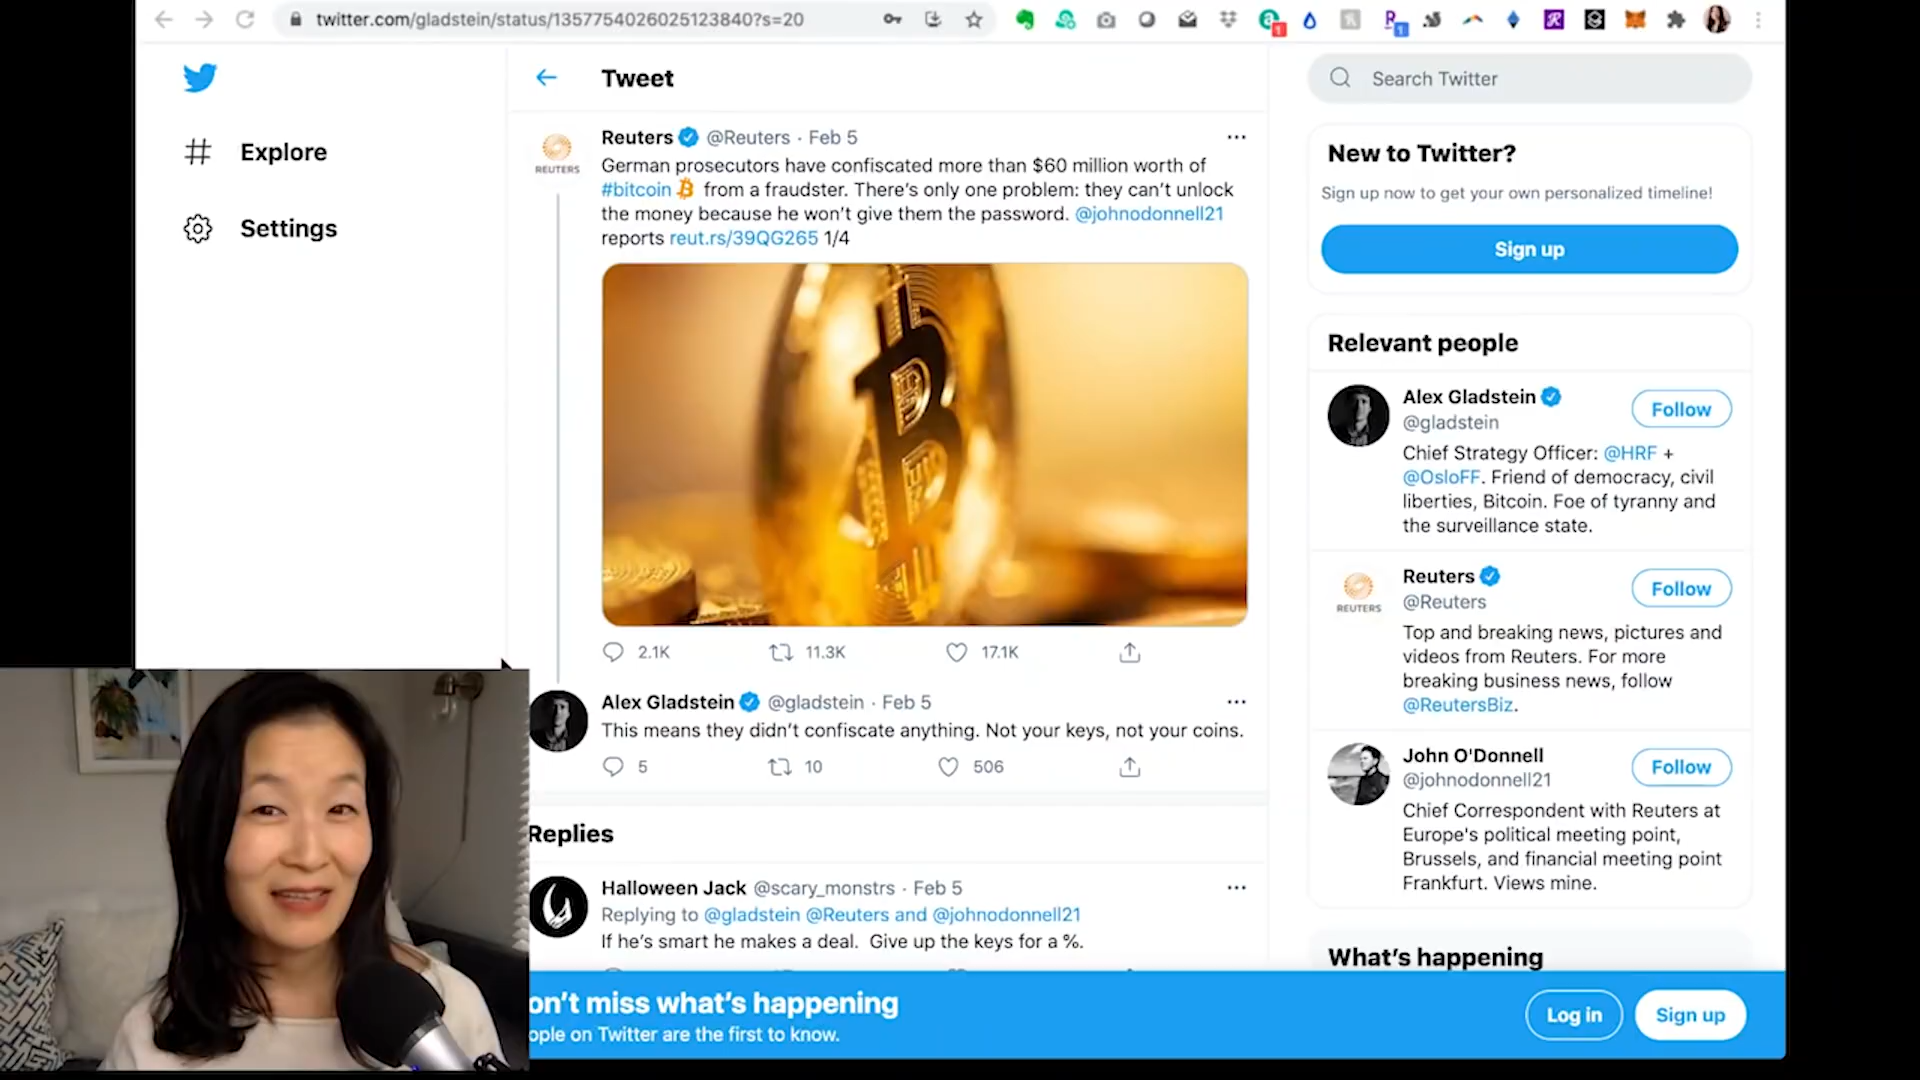 twitter.com/gladstein/status/1357754026025123840?s=20
Explore
Settings
Tweet
Reuters @Reuters · Feb 5
REUTERS
German prosecutors have confiscated more than $60 million worth of
#bitcoin from a fraudster. There's only one problem: they can't unlock
the money because he won't give them the password. @johnodonnell21
reports reut.rs/39QG265 1/4
2.1K 11.3K 17.1K
Alex Gladstein @gladstein · Feb 5
This means they didn't confiscate anything. Not your keys, not your coins.
5 10 506
Replies
Halloween Jack @scary_monstrs · Feb 5
Replying to @gladstein @Reuters and @johnodonnell21
If he's smart he makes a deal. Give up the keys for a %.
Search Twitter
New to Twitter?
Sign up now to get your own personalized timeline!
Sign up
Relevant people
Alex Gladstein
@gladstein
Follow
Chief Strategy Officer: @HRF +
@OsloFF. Friend of democracy, civil
liberties, Bitcoin. Foe of tyranny and
the surveillance state.
Reuters
@Reuters
REUTERS
Follow
Top and breaking news, pictures and
videos from Reuters. For more
breaking business news, follow
@ReutersBiz.
John O'Donnell
@johnodonnell21
Follow
Chief Correspondent with Reuters at
Europe's political meeting point,
Brussels, and financial meeting point
Frankfurt. Views mine.
What's happening
on't miss what's happening
ople on Twitter are the first to know.
Log in
Sign up